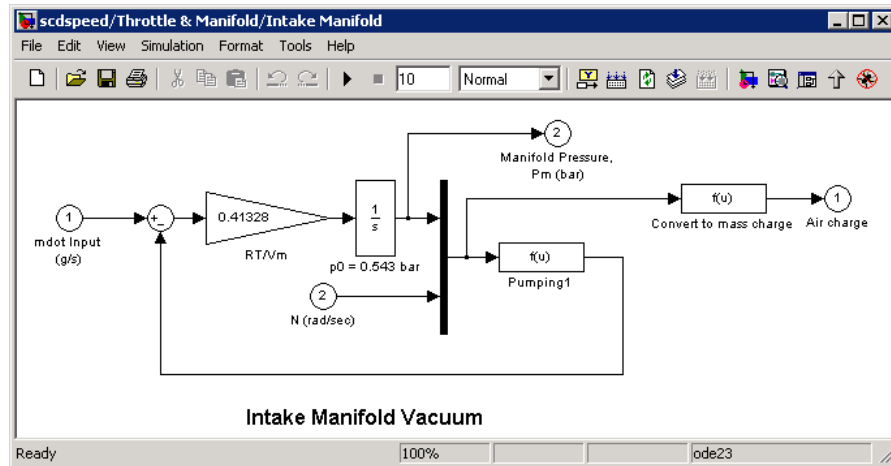 scdspeed/Throttle & Manifold/Intake Manifold
File Edit View Simulation Format Tools Help
10 Normal
2
Manifold Pressure,
Pm (bar)
1
mdot Input
(g/s)
+
-
0.41328
RT/Vm
1
s
p0 = 0.543 bar
2
N (rad/sec)
f(u)
Pumping1
f(u)
Convert to mass charge
1
Air charge
Intake Manifold Vacuum
Ready 100% ode23